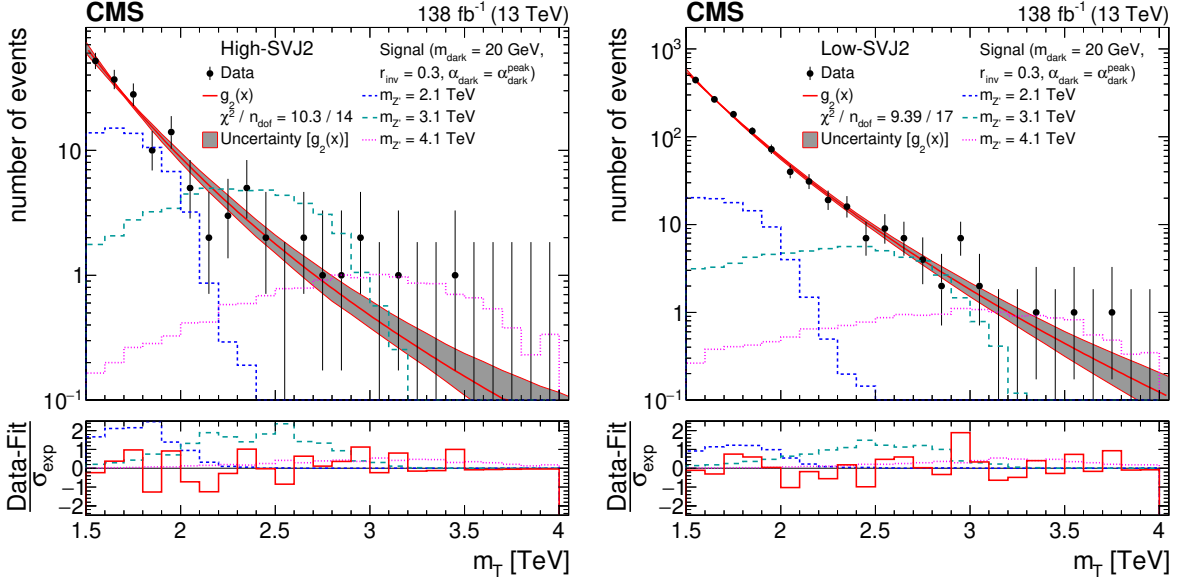 CMS 138 fb⁻¹ (13 TeV)
number of events
High-SVJ2
Data
g₂(x)
χ² / n_dof = 10.3 / 14
Uncertainty [g₂(x)]
Signal (m_dark = 20 GeV,
r_inv = 0.3, α_dark = α_dark^peak)
m_Z' = 2.1 TeV
m_Z' = 3.1 TeV
m_Z' = 4.1 TeV
10
1
10⁻¹
Data-Fit
σ_exp
2
1
0
−1
−2
1.5 2 2.5 3 3.5 4
m_T [TeV]
CMS 138 fb⁻¹ (13 TeV)
number of events
Low-SVJ2
Data
g₂(x)
χ² / n_dof = 9.39 / 17
Uncertainty [g₂(x)]
Signal (m_dark = 20 GeV,
r_inv = 0.3, α_dark = α_dark^peak)
m_Z' = 2.1 TeV
m_Z' = 3.1 TeV
m_Z' = 4.1 TeV
10³
10²
10
1
10⁻¹
Data-Fit
σ_exp
2
1
0
−1
−2
1.5 2 2.5 3 3.5 4
m_T [TeV]